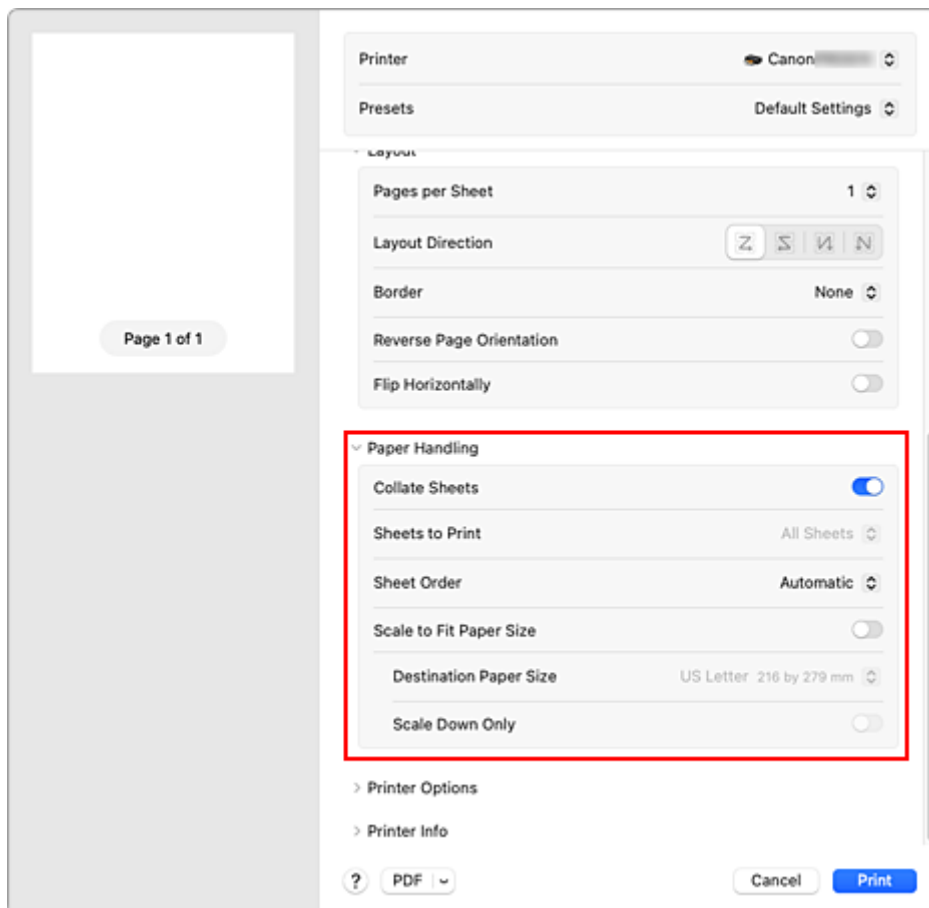 Page 1 of 1
Printer Canon
Presets Default Settings
Layout
Pages per Sheet 1
Layout Direction
Border None
Reverse Page Orientation
Flip Horizontally
Paper Handling
Collate Sheets
Sheets to Print All Sheets
Sheet Order Automatic
Scale to Fit Paper Size
Destination Paper Size US Letter 216 by 279 mm
Scale Down Only
Printer Options
Printer Info
? PDF Cancel Print